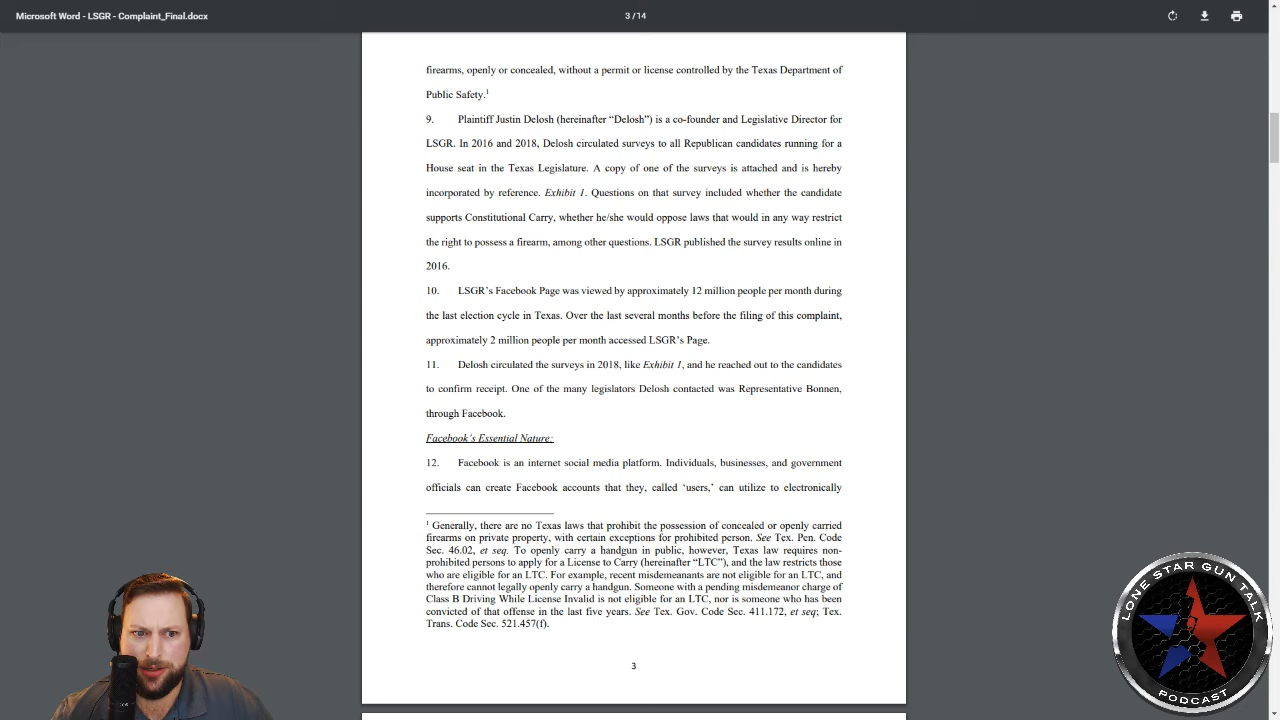 Microsoft Word - LSGR - Complaint_Final.docx
3 / 14
firearms, openly or concealed, without a permit or license controlled by the Texas Department of
Public Safety.1
9. Plaintiff Justin Delosh (hereinafter “Delosh”) is a co-founder and Legislative Director for
LSGR. In 2016 and 2018, Delosh circulated surveys to all Republican candidates running for a
House seat in the Texas Legislature. A copy of one of the surveys is attached and is hereby
incorporated by reference. Exhibit 1. Questions on that survey included whether the candidate
supports Constitutional Carry, whether he/she would oppose laws that would in any way restrict
the right to possess a firearm, among other questions. LSGR published the survey results online in
2016.
10. LSGR’s Facebook Page was viewed by approximately 12 million people per month during
the last election cycle in Texas. Over the last several months before the filing of this complaint,
approximately 2 million people per month accessed LSGR’s Page.
11. Delosh circulated the surveys in 2018, like Exhibit 1, and he reached out to the candidates
to confirm receipt. One of the many legislators Delosh contacted was Representative Bonnen,
through Facebook.
Facebook’s Essential Nature:
12. Facebook is an internet social media platform. Individuals, businesses, and government
officials can create Facebook accounts that they, called ‘users,’ can utilize to electronically
1 Generally, there are no Texas laws that prohibit the possession of concealed or openly carried
firearms on private property, with certain exceptions for prohibited person. See Tex. Pen. Code
Sec. 46.02, et seq. To openly carry a handgun in public, however, Texas law requires non-
prohibited persons to apply for a License to Carry (hereinafter “LTC”), and the law restricts those
who are eligible for an LTC. For example, recent misdemeanants are not eligible for an LTC, and
therefore cannot legally openly carry a handgun. Someone with a pending misdemeanor charge of
Class B Driving While License Invalid is not eligible for an LTC, nor is someone who has been
convicted of that offense in the last five years. See Tex. Gov. Code Sec. 411.172, et seq; Tex.
Trans. Code Sec. 521.457(f).
3
LONE STAR GUN TALK
PODCAST